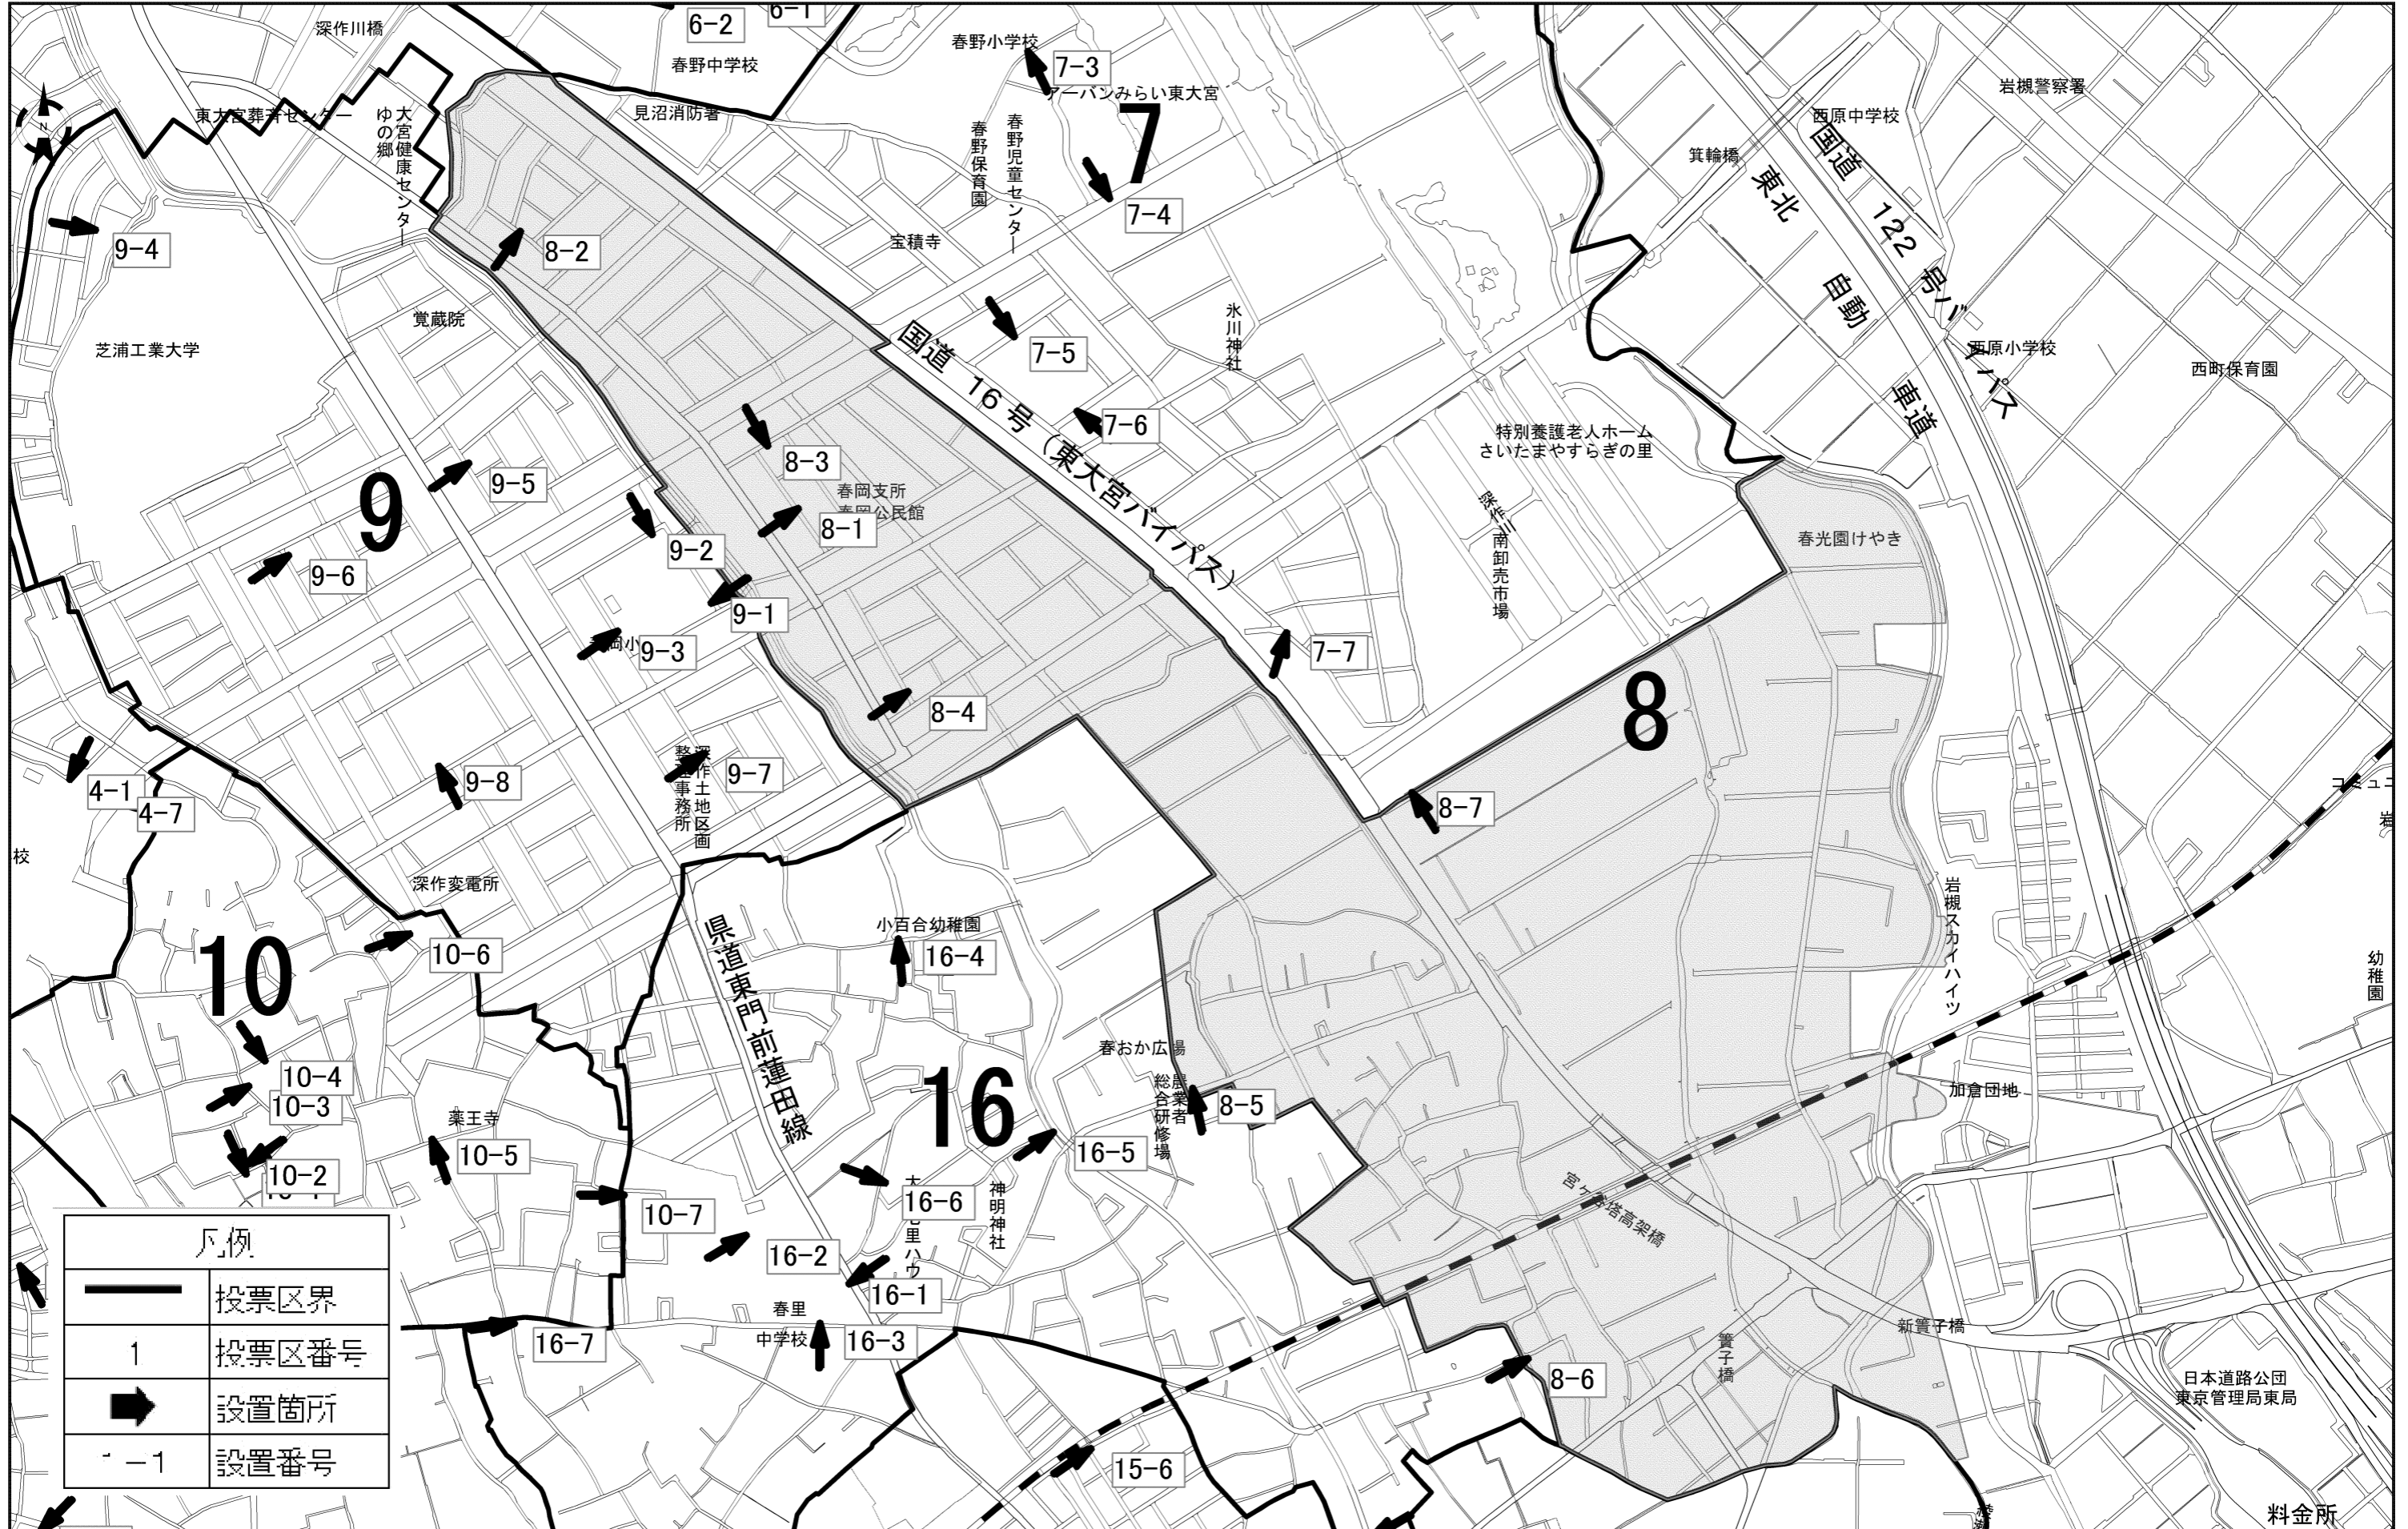 深作川橋
6-2
6-1
春野中学校
春野小学校
7-3
アーバンみらい東大宮
7
岩槻警察署
西原中学校
国道 122 号バイパス
東大宮葬斎センター
大宮健康センター
ゆの郷
見沼消防署
春野保育園
春野児童センター
箕輪橋
東北自動車道
N
7-4
9-4
8-2
宝積寺
覚蔵院
芝浦工業大学
国道 16 号（東大宮バイパス）
7-5
氷川神社
西原小学校
西町保育園
7-6
特別養護老人ホーム
さいたまやすらぎの里
9
9-5
8-3
春岡支所
春岡公民館
8-1
深作川
南卸売市場
春光園けやき
9-2
9-6
9-1
9-3
7-7
8
8-4
深作土地区画
整理事務所
9-7
9-8
4-1
4-7
8-7
コミュニ
岩
校
深作変電所
10
10-6
県道東門前蓮田線
小百合幼稚園
16-4
岩槻スカイハイツ
幼稚園
春おか広場
10-4
10-3
16
農業者
総合研修場
8-5
加倉団地
薬王寺
10-5
16-5
10-2
16-6
神明神社
宮ヶ谷塔高架橋
10-7
16-2
16-1
春里
中学校
16-3
16-7
新簀子橋
簀子橋
8-6
日本道路公団
東京管理局東局
15-6
料金所
凡例
投票区界
1 投票区番号
設置箇所
1-1 設置番号